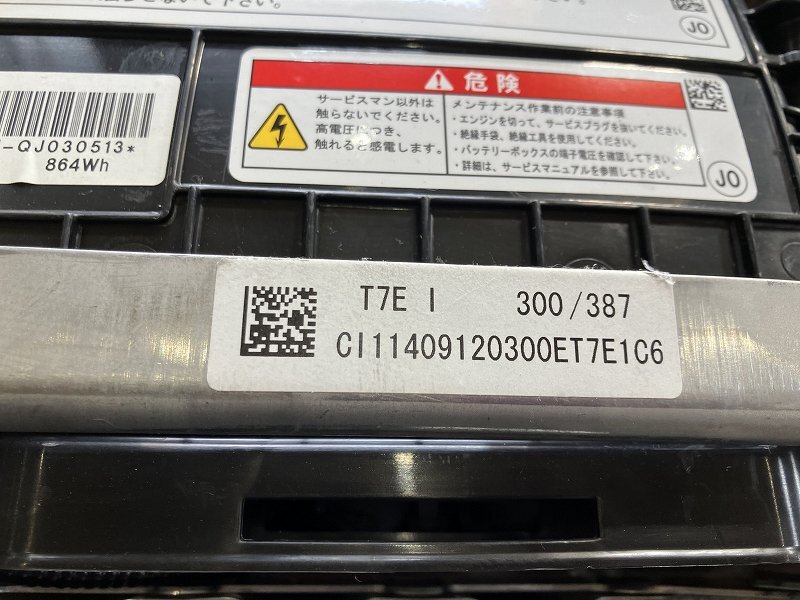 下さい。
JO
-QJ030513*
864Wh
危険
サービスマン以外は
触らないでください。
高電圧につき、
触れると感電します。
メンテナンス作業前の注意事項
・エンジンを切って、サービスプラグを抜いてください。
・絶縁手袋、絶縁工具を使用してください。
・バッテリーボックスの端子電圧を確認して下さい。
・詳細は、サービスマニュアルを参照して下さい。
JO
T7E I 300/387
CI11409120300ET7E1C6